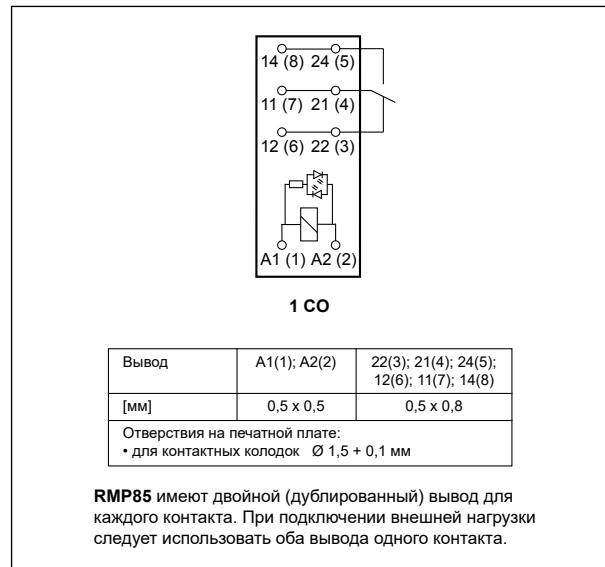 14 (8) 24 (5)
11 (7) 21 (4)
12 (6) 22 (3)
A1 (1) A2 (2)
1 CO
Вывод A1(1); A2(2) 22(3); 21(4); 24(5);
12(6); 11(7); 14(8)
[мм] 0,5 x 0,5 0,5 x 0,8
Отверстия на печатной плате:
• для контактных колодок Ø 1,5 + 0,1 мм
RMP85 имеют двойной (дублированный) вывод для
каждого контакта. При подключении внешней нагрузки
следует использовать оба вывода одного контакта.